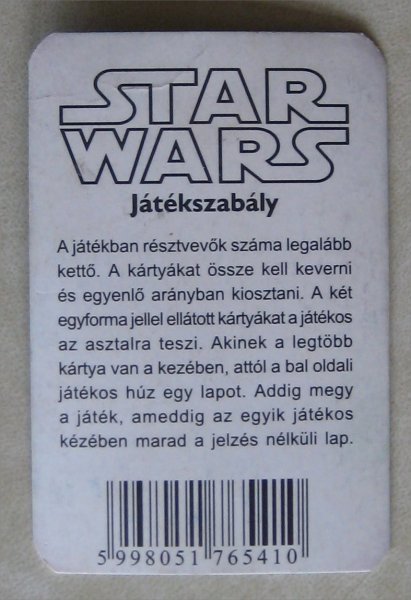 STAR
WARS
Játékszabály
A játékban résztvevők száma legalább
kettő. A kártyákat össze kell keverni
és egyenlő arányban kiosztani. A két
egyforma jellel ellátott kártyákat a játékos
az asztalra teszi. Akinek a legtöbb
kártya van a kezében, attól a bal oldali
játékos húz egy lapot. Addig megy
a játék, ameddig az egyik játékos
kézében marad a jelzés nélküli lap.
5 998051 765410